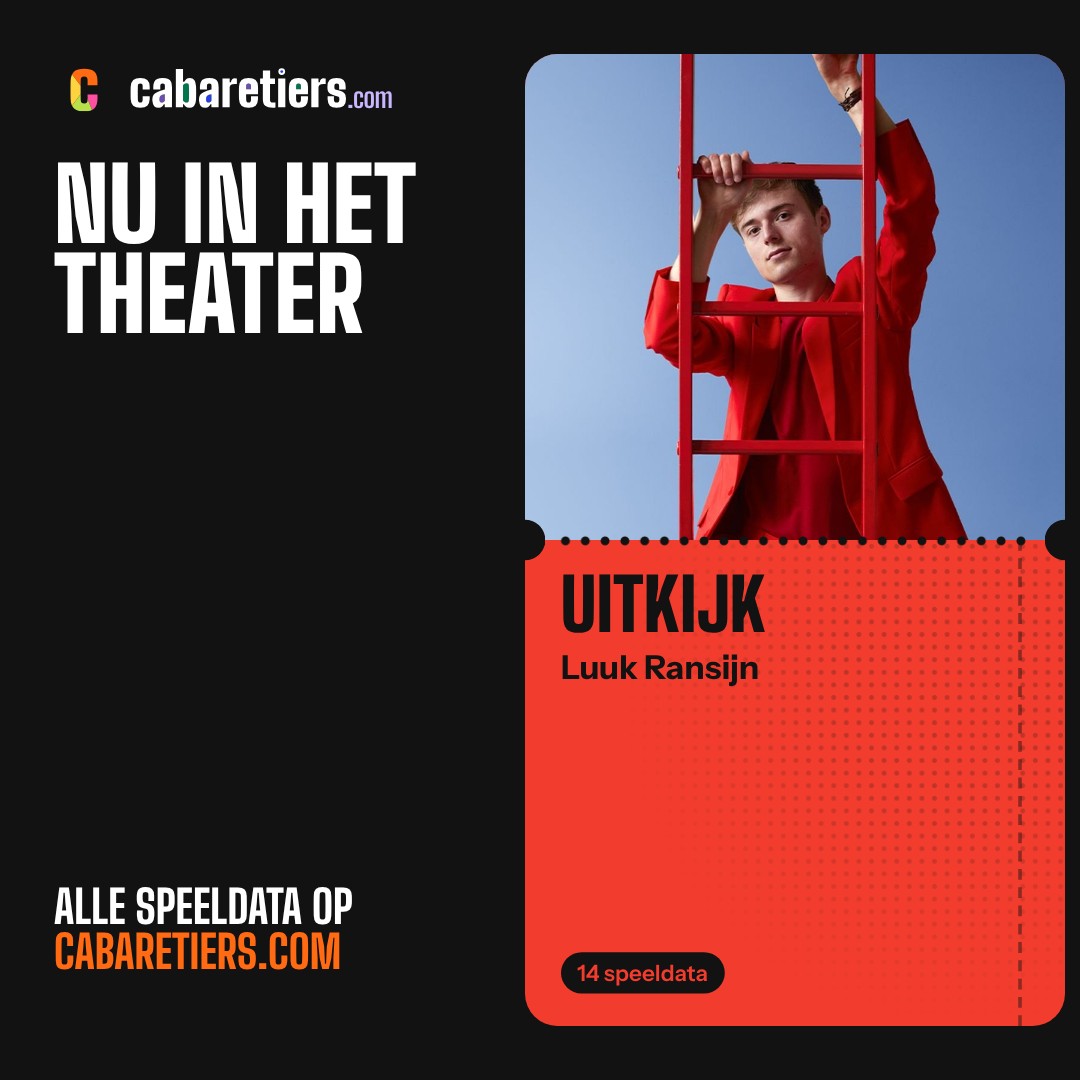 cabaretiers.com
NU IN HET
THEATER
UITKIJK
Luuk Ransijn
14 speeldata
ALLE SPEELDATA OP
CABARETIERS.COM